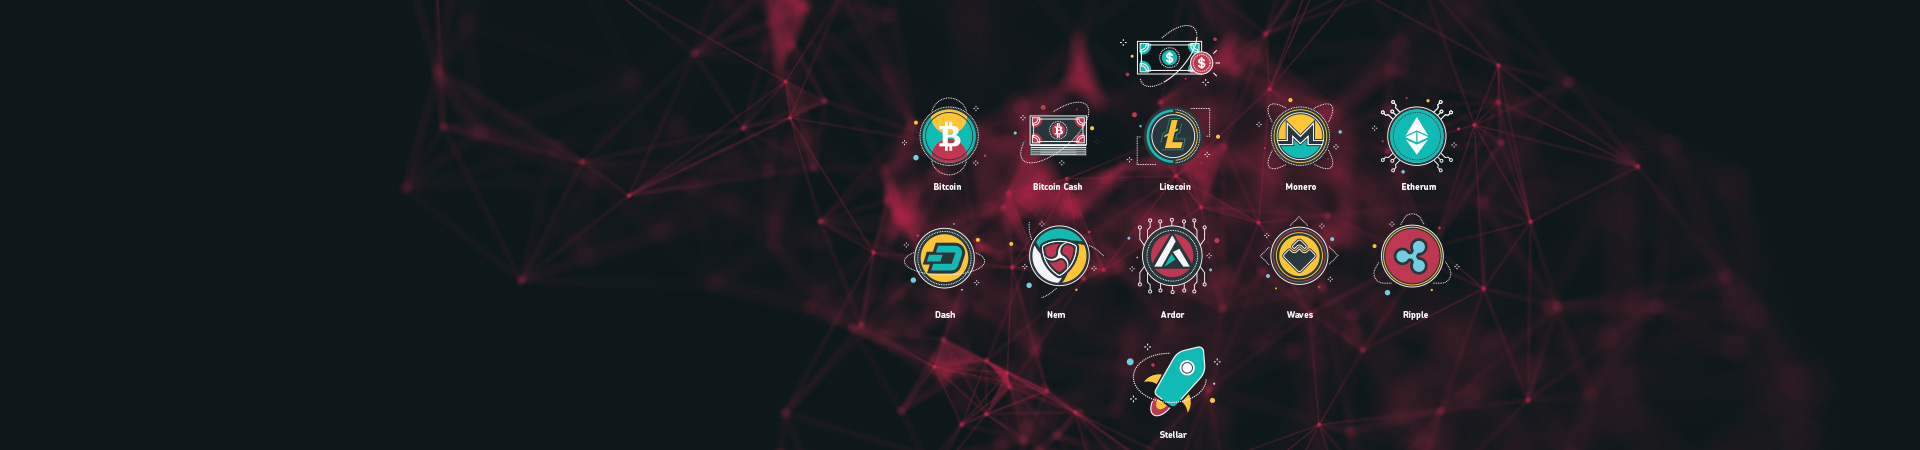 Bitcoin
Bitcoin Cash
Litecoin
Monero
Etherum
Dash
Nem
Ardor
Waves
Ripple
Stellar